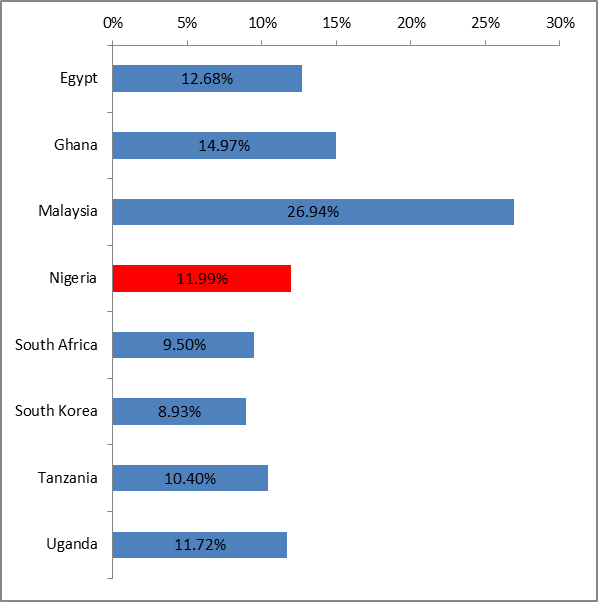 0% 5% 10% 15% 20% 25% 30%
Egypt 12.68%
Ghana 14.97%
Malaysia 26.94%
Nigeria 11.99%
South Africa 9.50%
South Korea 8.93%
Tanzania 10.40%
Uganda 11.72%